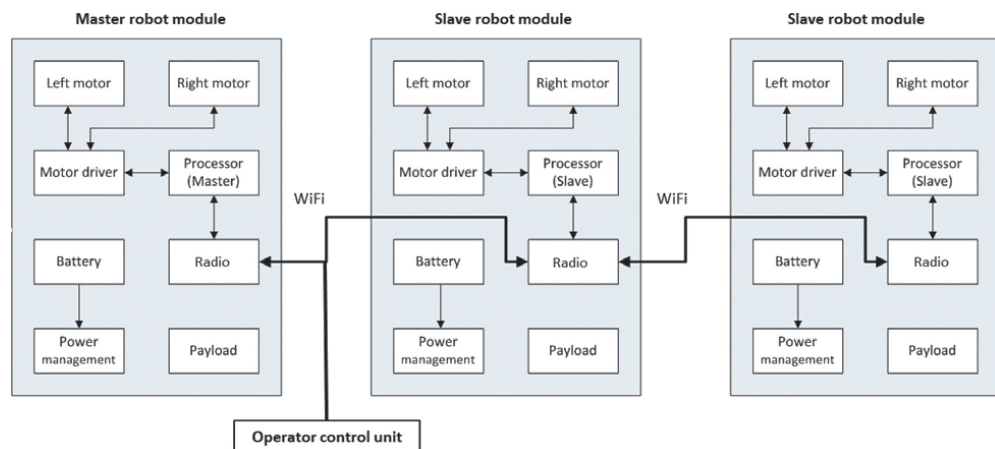 Master robot module
Left motor
Right motor
Motor driver
Processor
(Master)
Battery
Radio
Power
management
Payload
WiFi
Slave robot module
Left motor
Right motor
Motor driver
Processor
(Slave)
Battery
Radio
Power
management
Payload
WiFi
Slave robot module
Left motor
Right motor
Motor driver
Processor
(Slave)
Battery
Radio
Power
management
Payload
Operator control unit